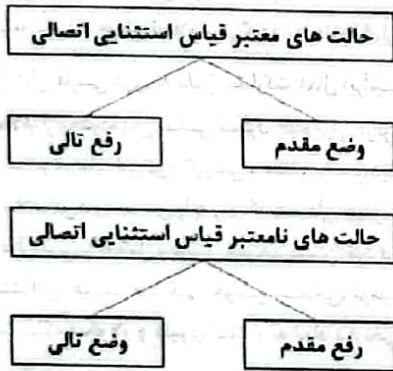 حالت های معتبر قیاس استثنایی اتصالی
وضع مقدم
رفع تالی
حالت های نامعتبر قیاس استثنایی اتصالی
رفع مقدم
وضع تالی